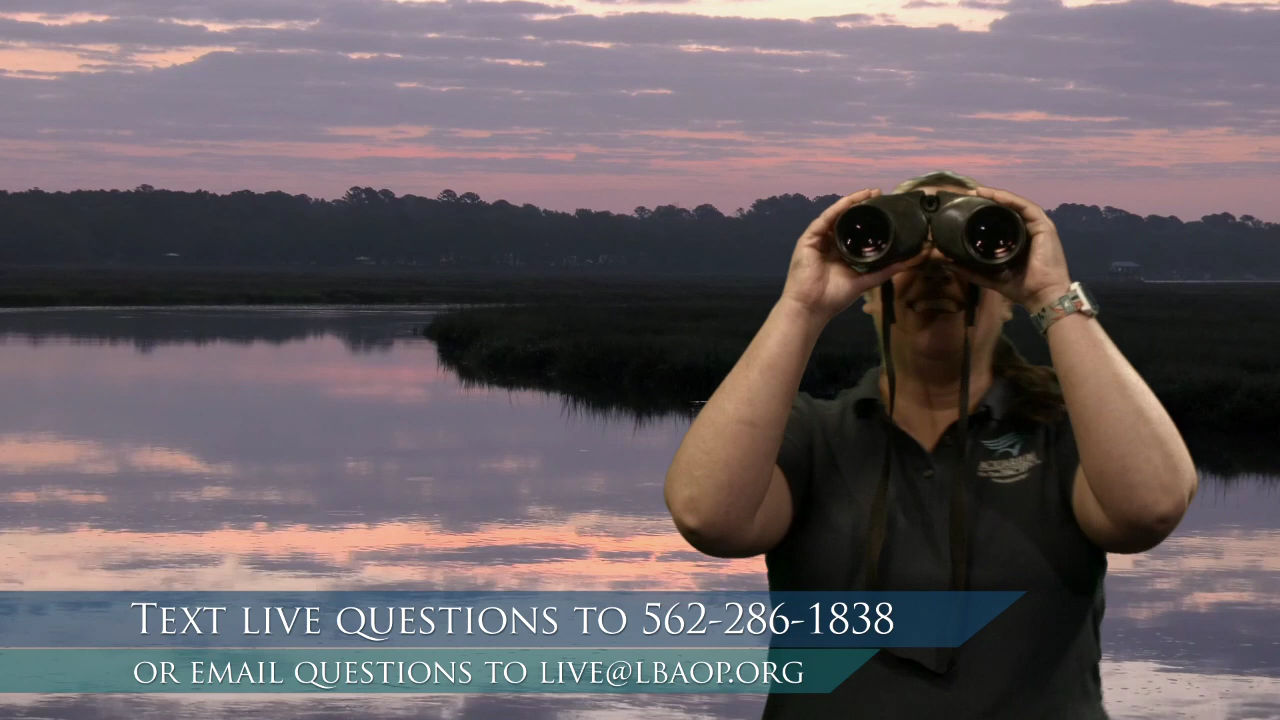 TEXT LIVE QUESTIONS TO 562-286-1838
OR EMAIL QUESTIONS TO LIVE@LBAOP.ORG